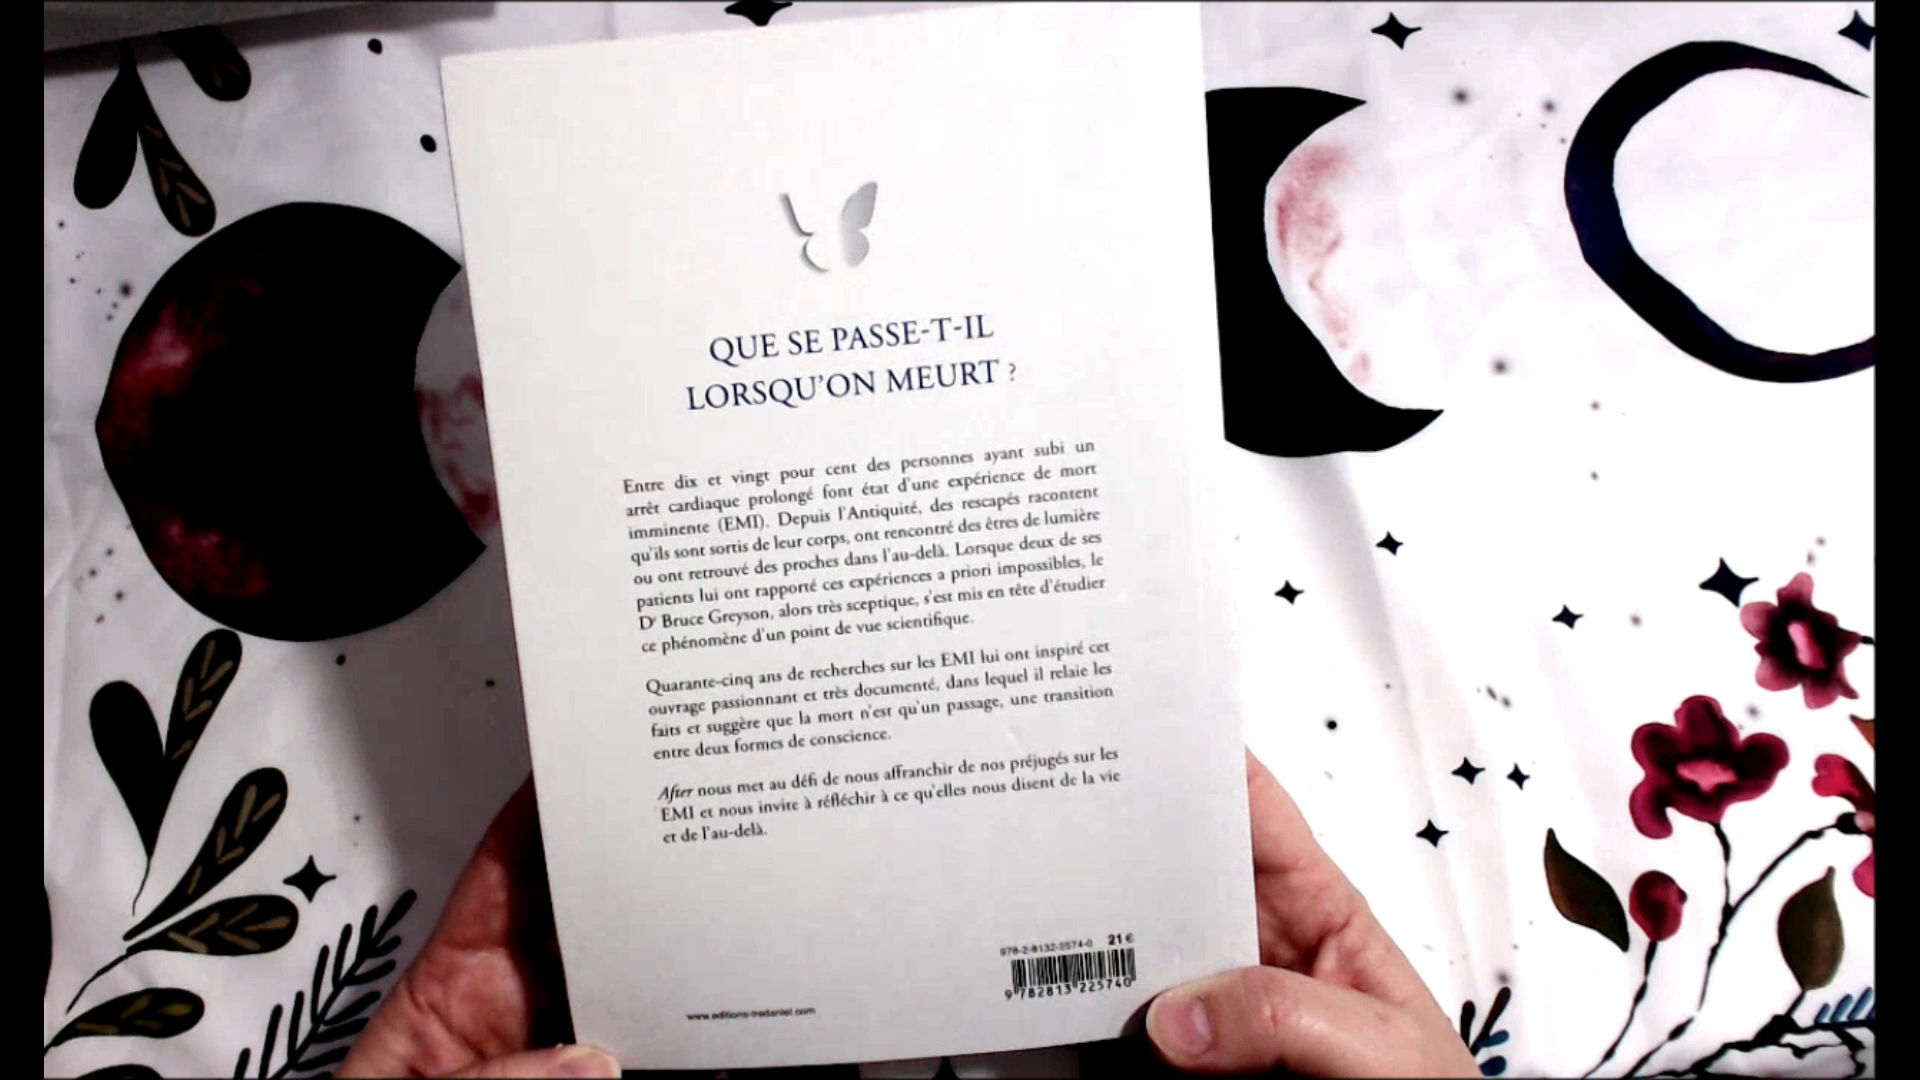 QUE SE PASSE-T-IL
LORSQU'ON MEURT ?
Entre dix et vingt pour cent des personnes ayant subi un
arrêt cardiaque prolongé font état d'une expérience de mort
imminente (EMI). Depuis l'Antiquité, des rescapés racontent
qu'ils sont sortis de leur corps, ont rencontré des êtres de lumière
ou ont retrouvé des proches dans l'au-delà. Lorsque deux de ses
patients lui ont rapporté ces expériences a priori impossibles, le
Dr Bruce Greyson, alors très sceptique, s'est mis en tête d'étudier
ce phénomène d'un point de vue scientifique.
Quarante-cinq ans de recherches sur les EMI lui ont inspiré cet
ouvrage passionnant et très documenté, dans lequel il relaie les
faits et suggère que la mort n'est qu'un passage, une transition
entre deux formes de conscience.
After nous met au défi de nous affranchir de nos préjugés sur les
EMI et nous invite à réfléchir à ce qu'elles nous disent de la vie
et de l'au-delà.
978-2-8132-2574-0 21 €
9 782813 225740
www.editions-tredaniel.com